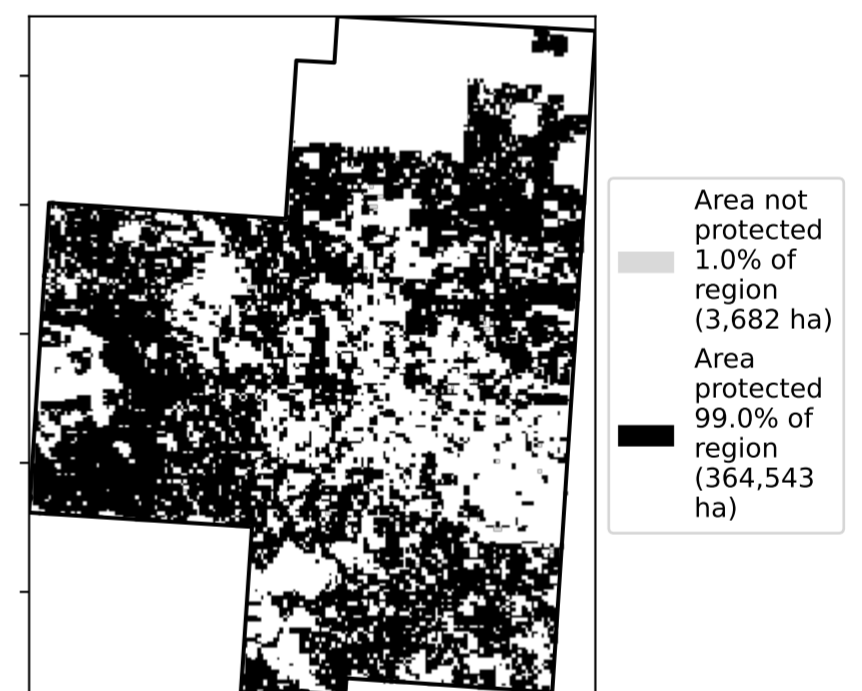 Area not
protected
1.0% of
region
(3,682 ha)
Area
protected
99.0% of
region
(364,543
ha)